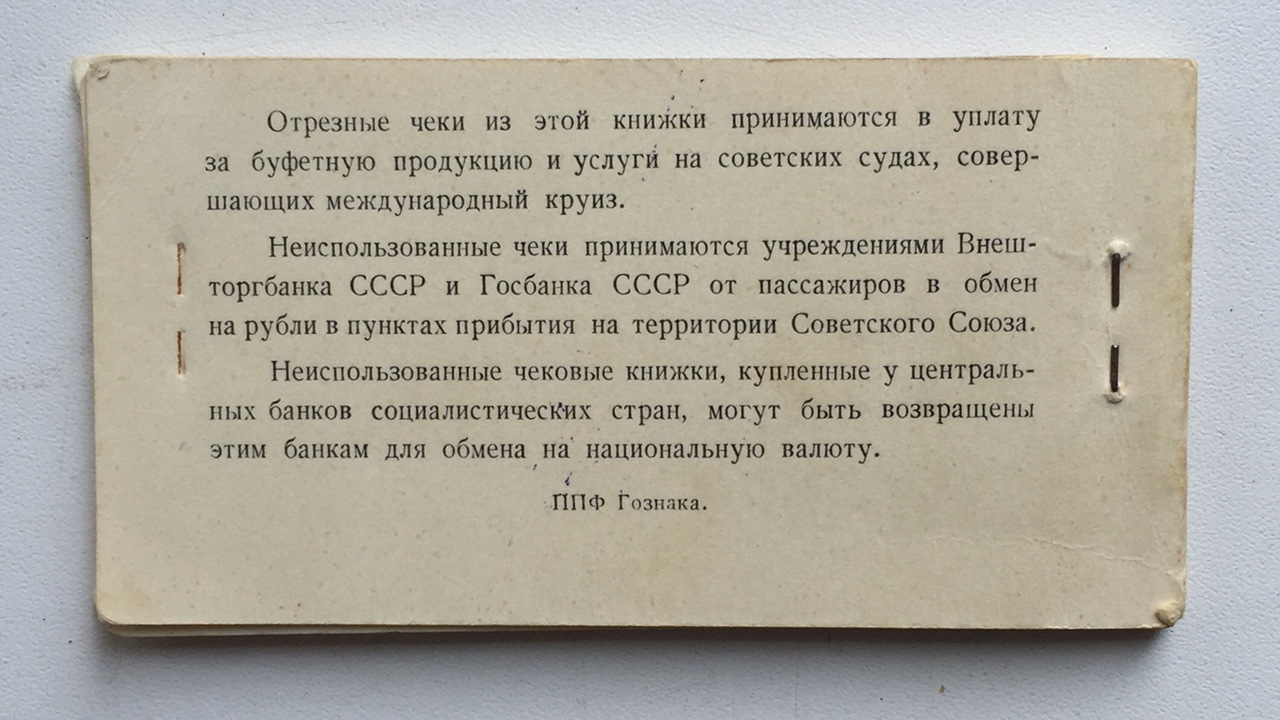 Отрезные чеки из этой книжки принимаются в уплату
за буфетную продукцию и услуги на советских судах, совер-
шающих международный круиз.
Неиспользованные чеки принимаются учреждениями Внеш-
торгбанка СССР и Госбанка СССР от пассажиров в обмен
на рубли в пунктах прибытия на территории Советского Союза.
Неиспользованные чековые книжки, купленные у централь-
ных банков социалистических стран, могут быть возвращены
этим банкам для обмена на национальную валюту.
ППФ Гознака.